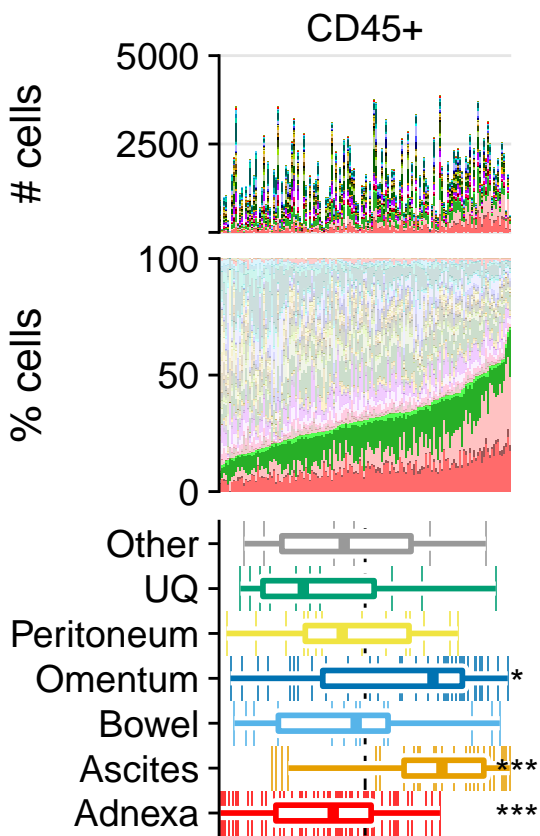 CD45+
5000
# cells
2500
100
% cells
50
0
Other
UQ
Peritoneum
Omentum *
Bowel
Ascites ***
Adnexa ***